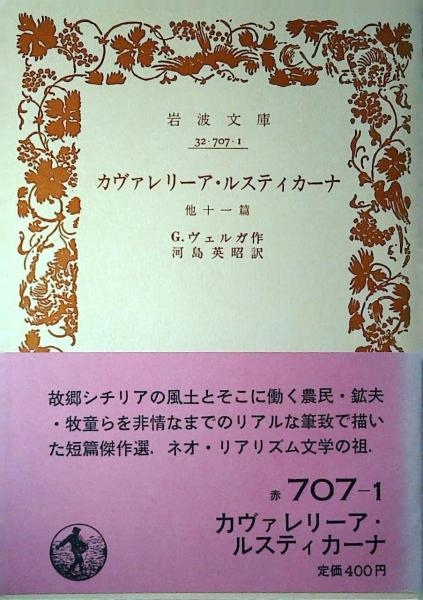 岩波文庫
32-707-1
カヴァレリーア・ルスティカーナ
他十一篇
G.ヴェルガ作
河島英昭訳
故郷シチリアの風土とそこに働く農民・鉱夫
・牧童らを非情なまでのリアルな筆致で描い
た短篇傑作選．ネオ・リアリズム文学の祖．
赤 707-1
カヴァレリーア・
ルスティカーナ
定価400円